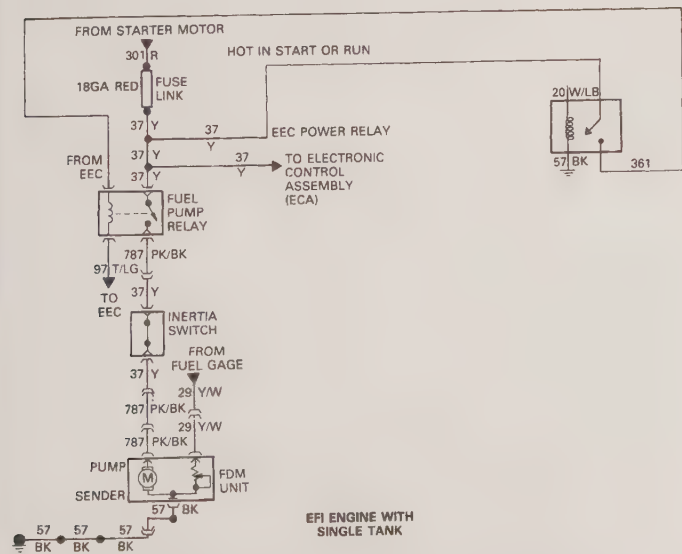 FROM STARTER MOTOR
HOT IN START OR RUN
301 R
18GA RED
FUSE
LINK
20 W/LB
37 Y
37
Y
EEC POWER RELAY
FROM
EEC
37 Y
37
Y
TO ELECTRONIC
CONTROL
ASSEMBLY
(ECA)
37 Y
57 BK
361
FUEL
PUMP
RELAY
787 PK/BK
97 T/LG
TO
EEC
37 Y
INERTIA
SWITCH
FROM
FUEL GAGE
37 Y
29 Y/W
787 PK/BK
29 Y/W
787 PK/BK
PUMP
M
FDM
UNIT
SENDER
57 BK
EFI ENGINE WITH
SINGLE TANK
57
BK
57
BK
57
BK